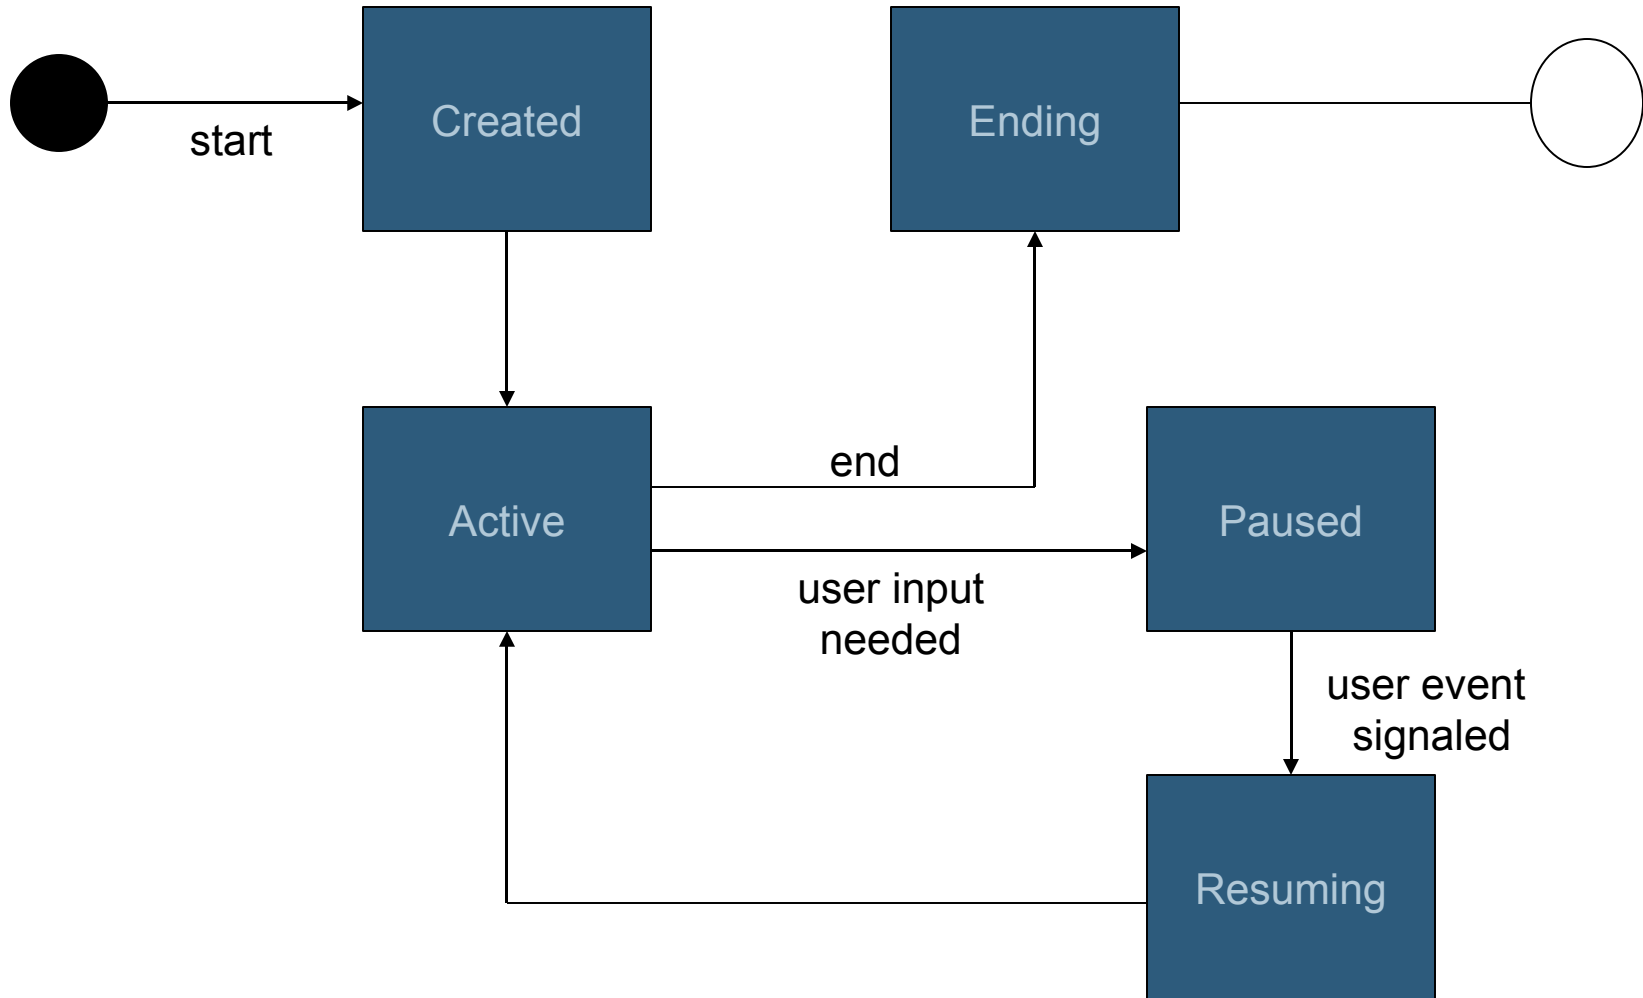 Created
Ending
start
end
Active
Paused
user input
needed
user event
signaled
Resuming